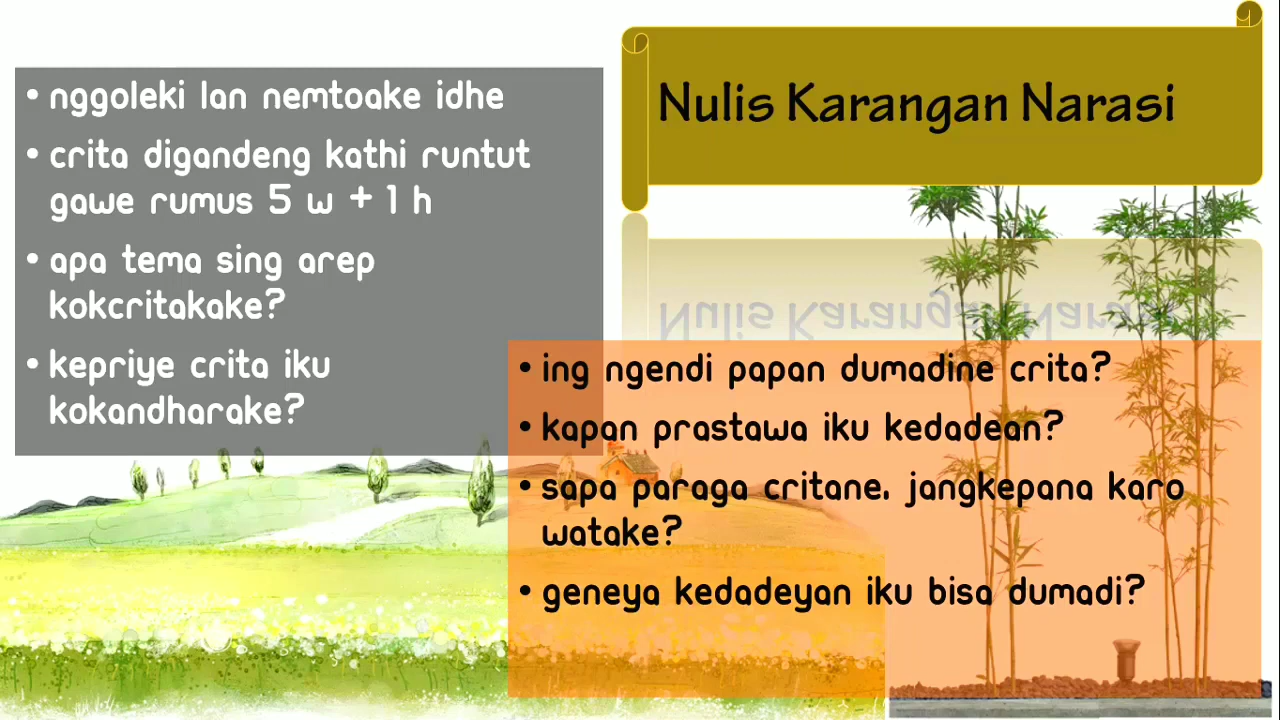 Nulis Karangan Narasi
• nggoleki lan nemtoake idhe
• crita digandeng kathi runtut
gawe rumus 5 w + 1 h
• apa tema sing arep
kokcritakake?
• kepriye crita iku
kokandharake?
• ing ngendi papan dumadine crita?
• kapan prastawa iku kedadean?
• sapa paraga critane. jangkepana karo
watake?
• geneya kedadeyan iku bisa dumadi?